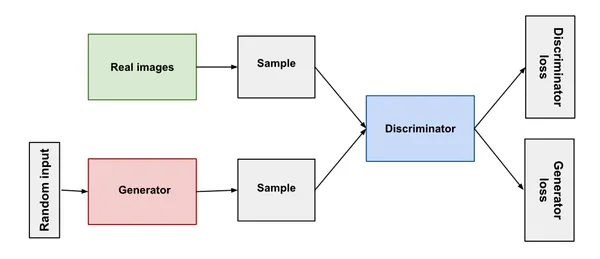 Real images
Sample
Discriminator
loss
Discriminator
Random input
Generator
Sample
Generator
loss